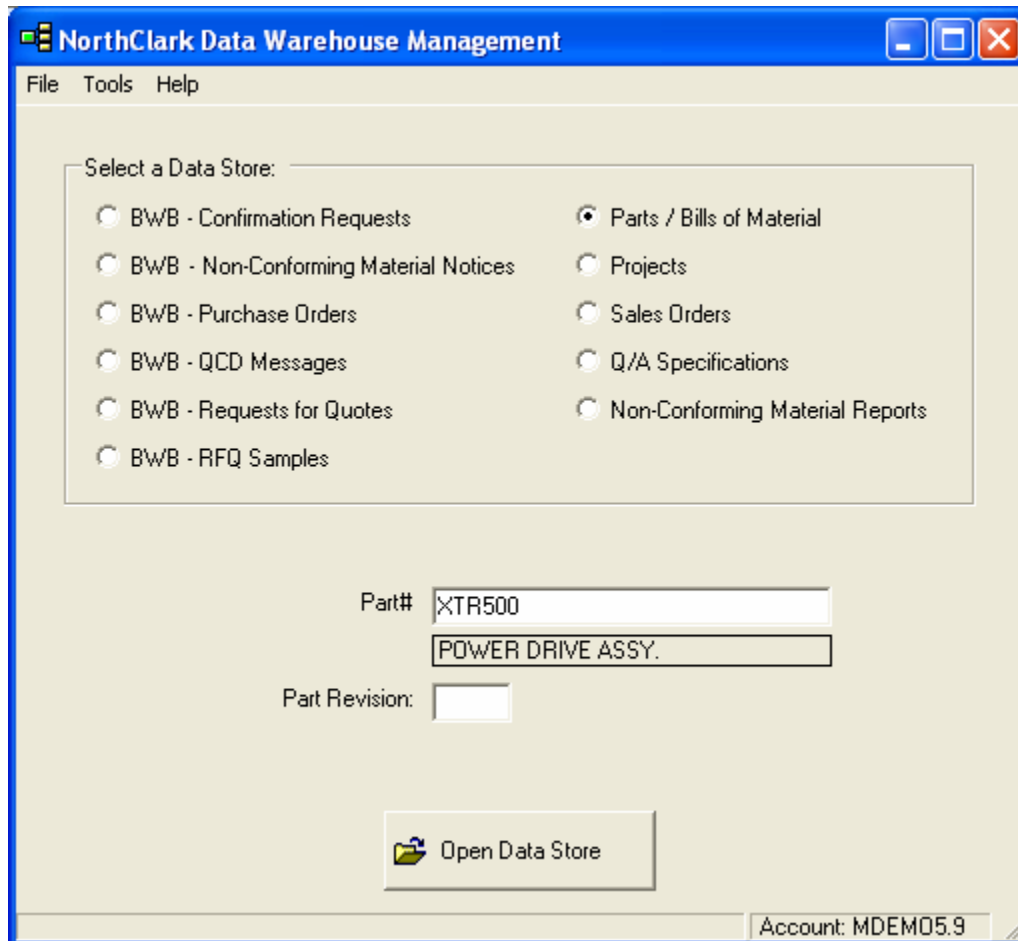 NorthClark Data Warehouse Management
File Tools Help
Select a Data Store:
BWB - Confirmation Requests
BWB - Non-Conforming Material Notices
BWB - Purchase Orders
BWB - QCD Messages
BWB - Requests for Quotes
BWB - RFQ Samples
Parts / Bills of Material
Projects
Sales Orders
Q/A Specifications
Non-Conforming Material Reports
Part# XTR500
POWER DRIVE ASSY.
Part Revision:
Open Data Store
Account: MDEMO5.9